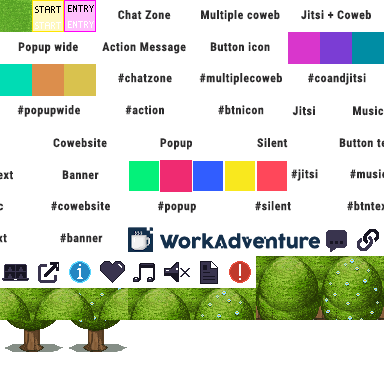 START ENTRY Chat Zone Multiple coweb Jitsi + Coweb
START ENTRY
Popup wide Action Message Button icon
#chatzone #multiplecoweb #coandjitsi
#popupwide #action #btnicon Jitsi Music
Cowebsite Popup Silent Button te
ext Banner #jitsi #music
c #cowebsite #popup #silent #btntex
xt #banner WorkAdventure